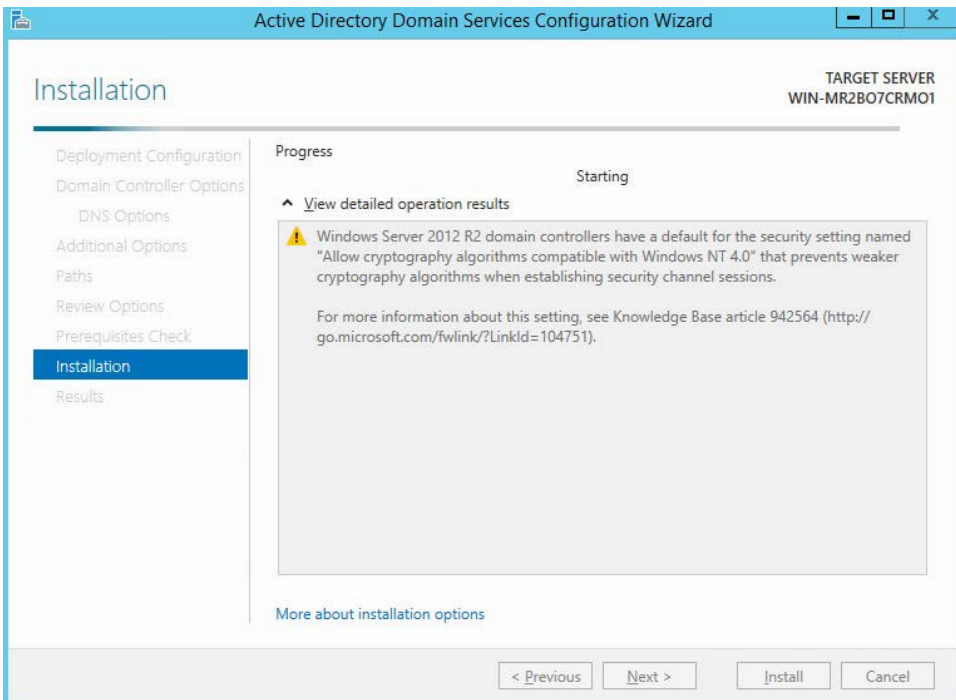 Active Directory Domain Services Configuration Wizard
Installation
TARGET SERVER
WIN-MR2BO7CRMO1
Deployment Configuration
Domain Controller Options
DNS Options
Additional Options
Paths
Review Options
Prerequisites Check
Installation
Results
Progress
Starting
View detailed operation results
Windows Server 2012 R2 domain controllers have a default for the security setting named
"Allow cryptography algorithms compatible with Windows NT 4.0" that prevents weaker
cryptography algorithms when establishing security channel sessions.
For more information about this setting, see Knowledge Base article 942564 (http://
go.microsoft.com/fwlink/?LinkId=104751).
More about installation options
< Previous
Next >
Install
Cancel